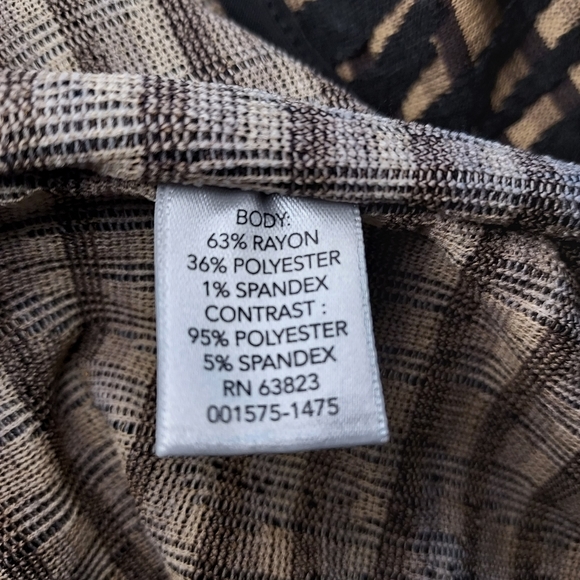 BODY:
63% RAYON
36% POLYESTER
1% SPANDEX
CONTRAST :
95% POLYESTER
5% SPANDEX
RN 63823
001575-1475